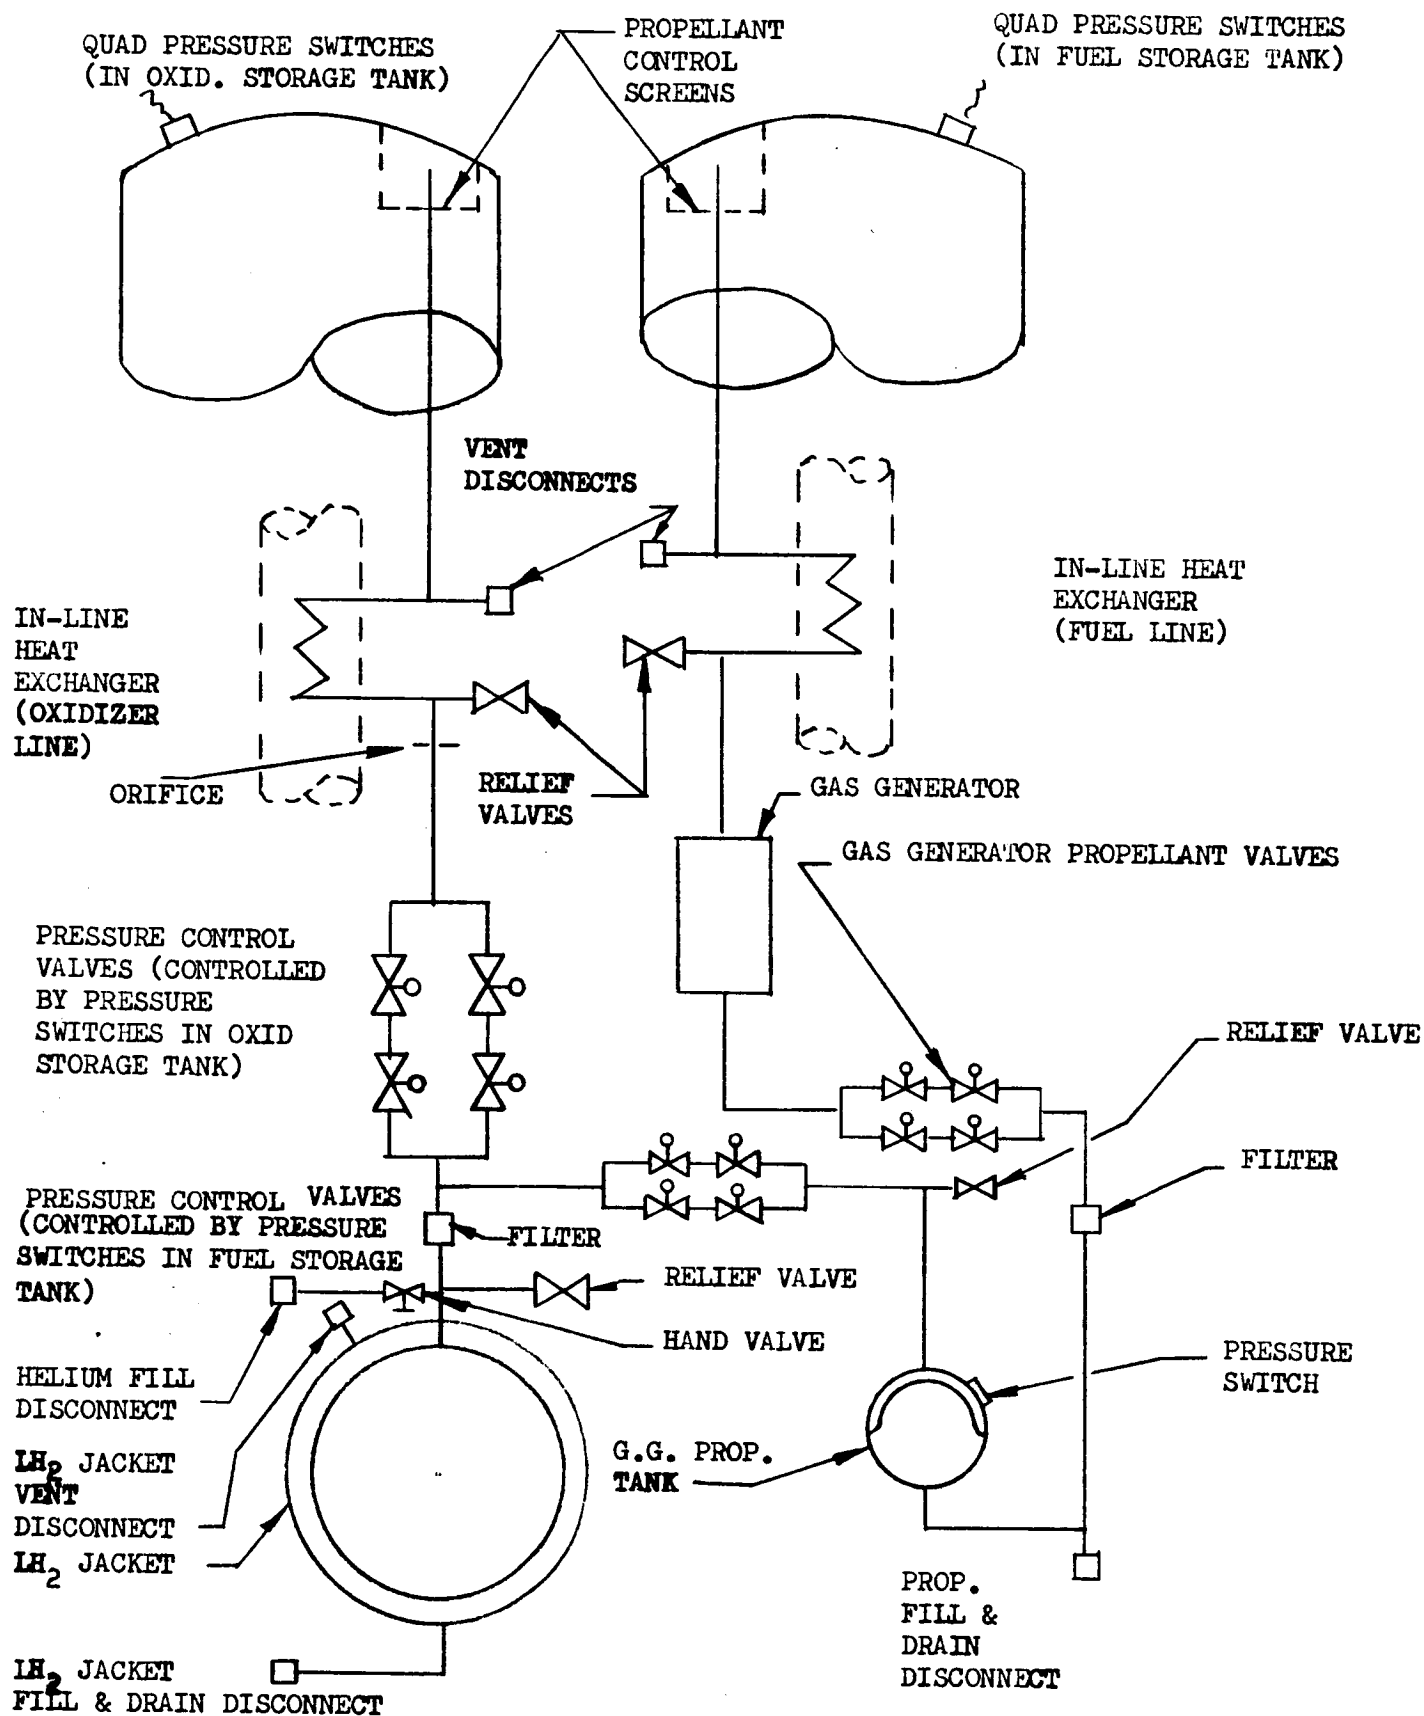 QUAD PRESSURE SWITCHES
(IN OXID. STORAGE TANK)
PROPELLANT
CONTROL
SCREENS
QUAD PRESSURE SWITCHES
(IN FUEL STORAGE TANK)
VENT
DISCONNECTS
IN-LINE HEAT
EXCHANGER
(FUEL LINE)
IN-LINE
HEAT
EXCHANGER
(OXIDIZER
LINE)
ORIFICE
RELIEF
VALVES
GAS GENERATOR
GAS GENERATOR PROPELLANT VALVES
PRESSURE CONTROL
VALVES (CONTROLLED
BY PRESSURE
SWITCHES IN OXID
STORAGE TANK)
RELIEF VALVE
FILTER
PRESSURE CONTROL VALVES
(CONTROLLED BY PRESSURE
SWITCHES IN FUEL STORAGE
TANK)
FILTER
RELIEF VALVE
HAND VALVE
PRESSURE
SWITCH
HELIUM FILL
DISCONNECT
G.G. PROP.
TANK
LH2 JACKET
VENT
DISCONNECT
LH2 JACKET
PROP.
FILL &
DRAIN
DISCONNECT
LH2 JACKET
FILL & DRAIN DISCONNECT